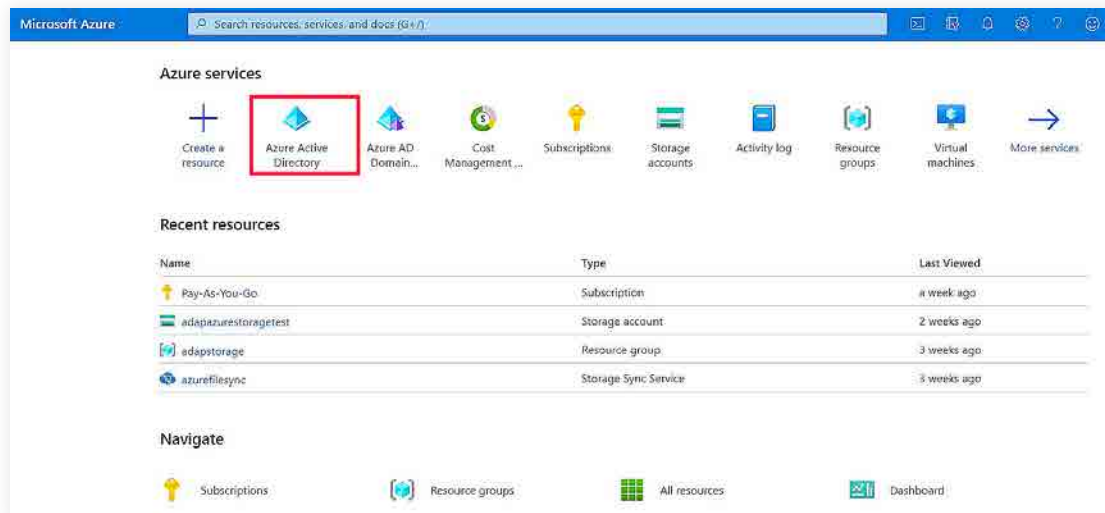 Microsoft Azure
Search resources, services, and docs (G+/)
Azure services
Create a resource
Azure Active Directory
Azure AD Domain...
Cost Management ...
Subscriptions
Storage accounts
Activity log
Resource groups
Virtual machines
More services
Recent resources
Name Type Last Viewed
Pay-As-You-Go Subscription a week ago
adapazurestoragetest Storage account 2 weeks ago
adapstorage Resource group 3 weeks ago
azurefilesync Storage Sync Service 3 weeks ago
Navigate
Subscriptions Resource groups All resources Dashboard